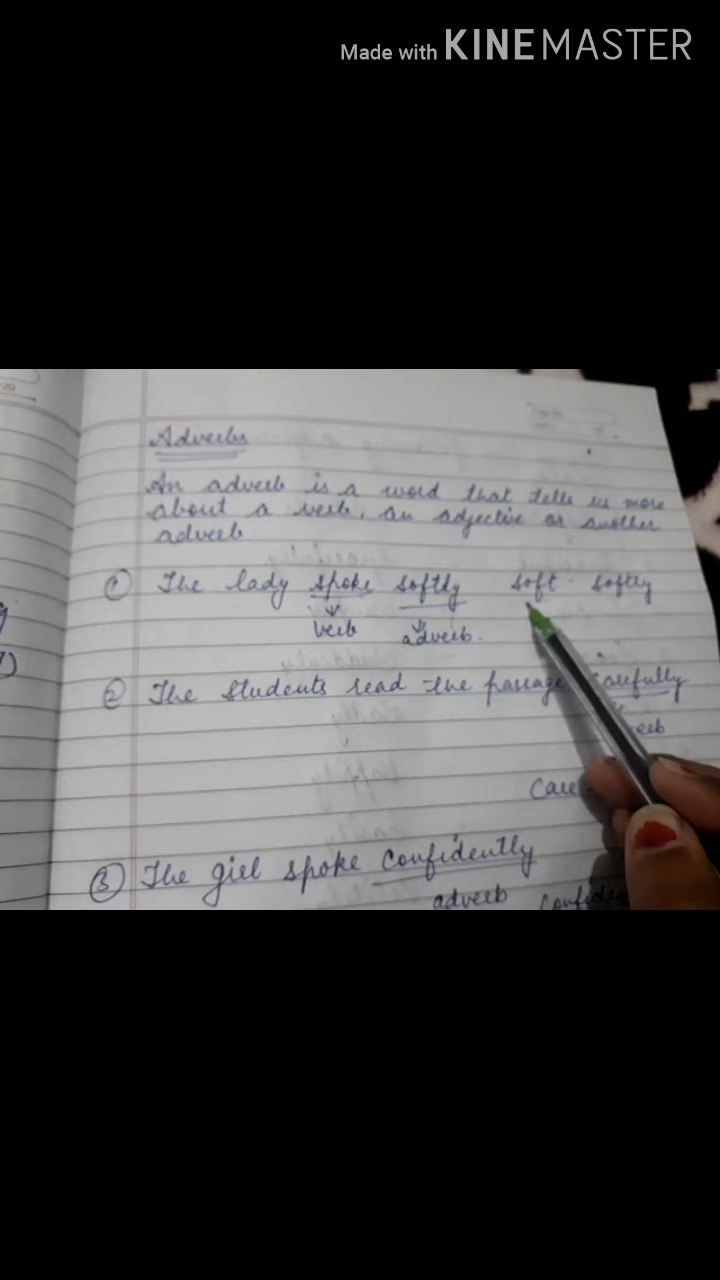 Made with KINEMASTER
Adverbs
An adverb is a word that tells us more
about a verb, an adjective or another
adverb
① The lady spoke softly soft - softly
verb adverb.
② The students read the passage carefully
Care
③ The girl spoke confidently
adverb